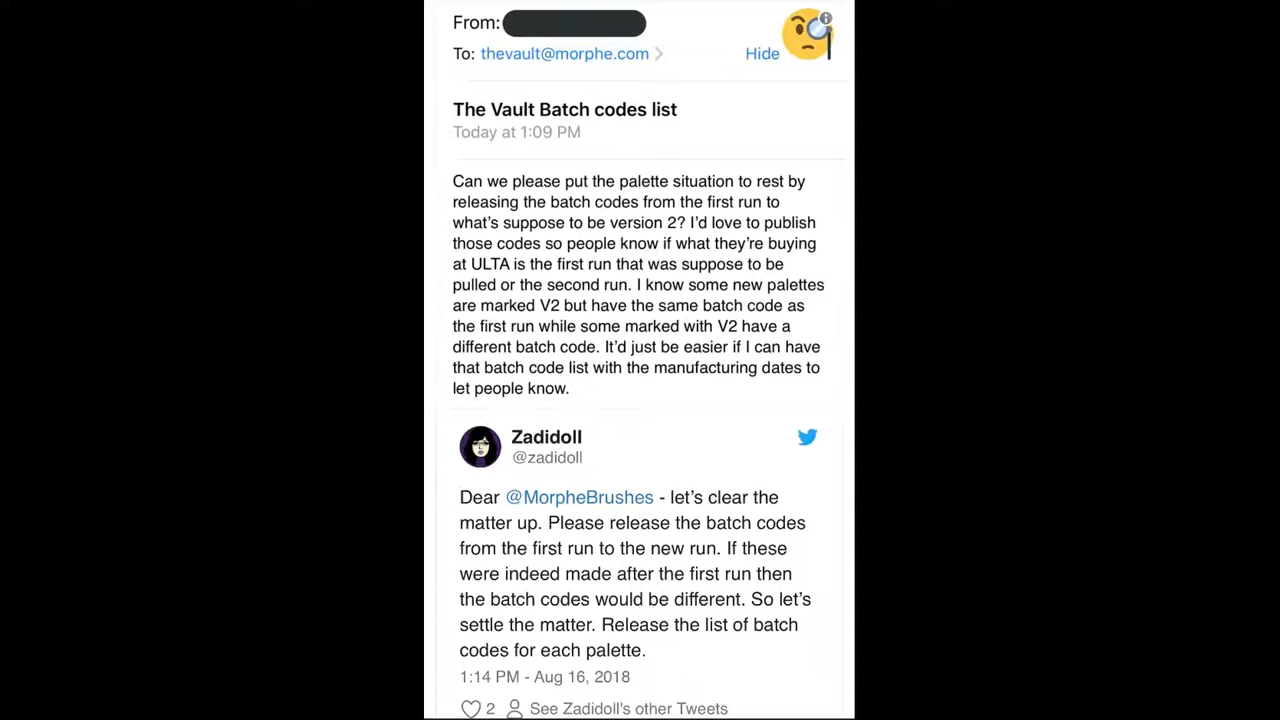 From:
To: thevault@morphe.com
Hide
The Vault Batch codes list
Today at 1:09 PM
Can we please put the palette situation to rest by
releasing the batch codes from the first run to
what's suppose to be version 2? I'd love to publish
those codes so people know if what they're buying
at ULTA is the first run that was suppose to be
pulled or the second run. I know some new palettes
are marked V2 but have the same batch code as
the first run while some marked with V2 have a
different batch code. It'd just be easier if I can have
that batch code list with the manufacturing dates to
let people know.
Zadidoll
@zadidoll
Dear @MorpheBrushes - let's clear the
matter up. Please release the batch codes
from the first run to the new run. If these
were indeed made after the first run then
the batch codes would be different. So let's
settle the matter. Release the list of batch
codes for each palette.
1:14 PM - Aug 16, 2018
2 See Zadidoll's other Tweets